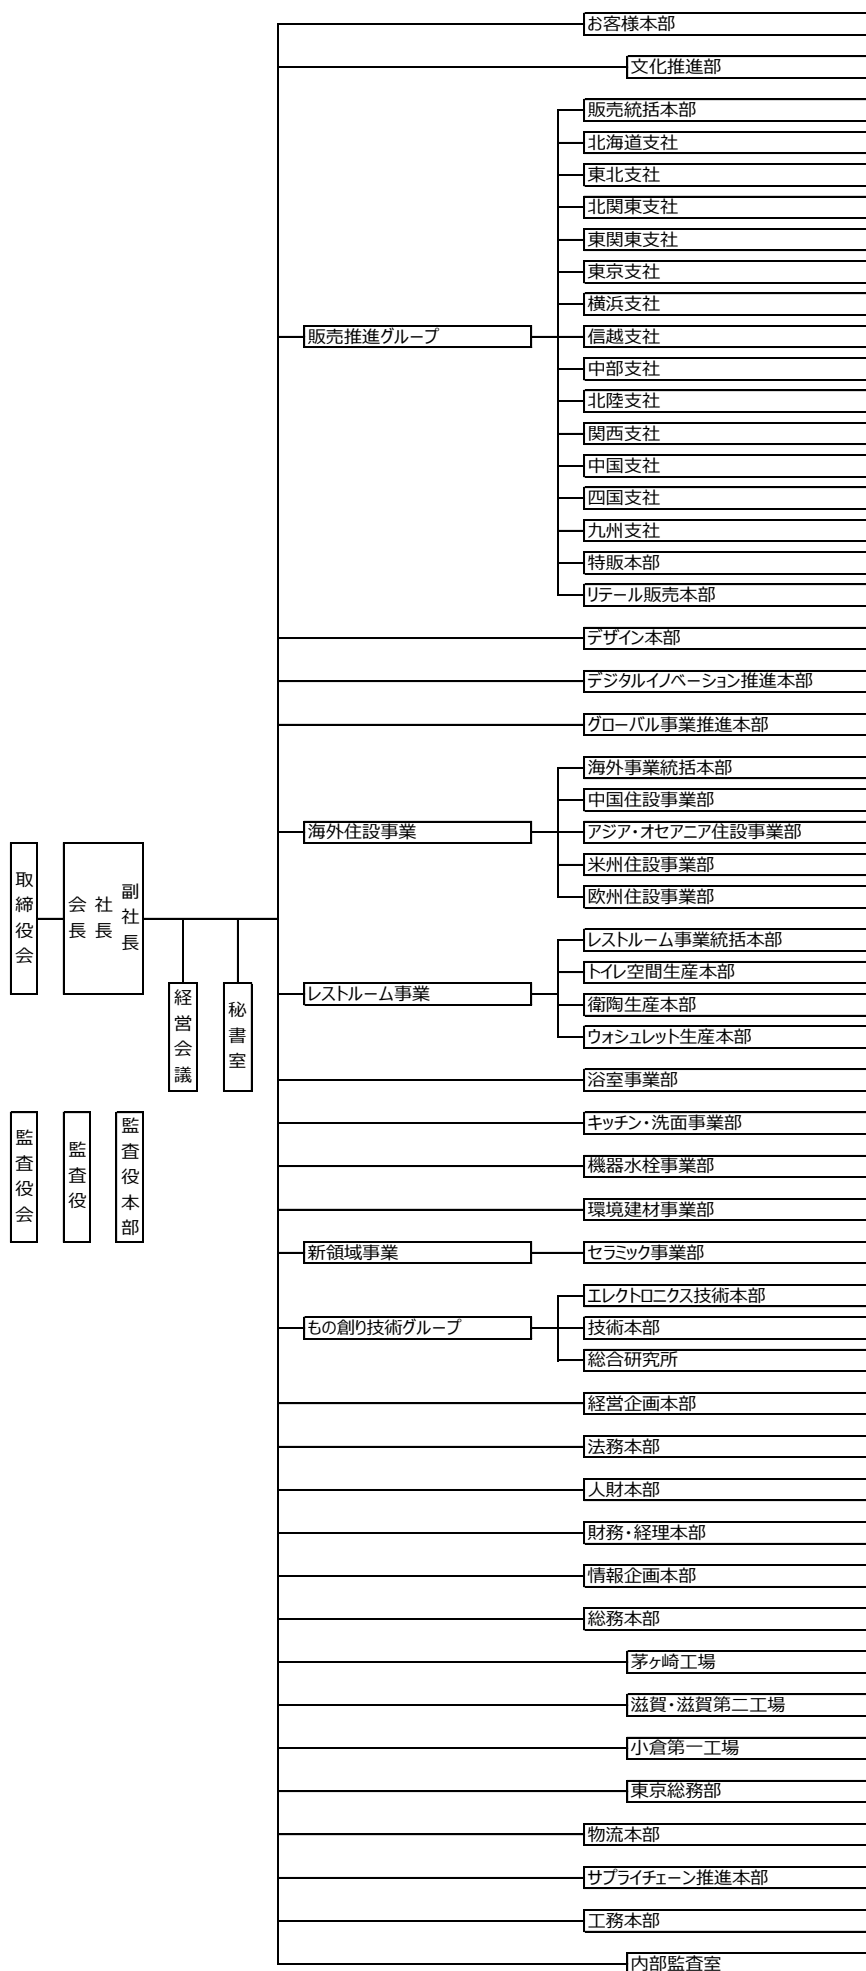 お客様本部
文化推進部
販売統括本部
北海道支社
東北支社
北関東支社
東関東支社
東京支社
横浜支社
販売推進グループ
信越支社
中部支社
北陸支社
関西支社
中国支社
四国支社
九州支社
特販本部
リテール販売本部
デザイン本部
デジタルイノベーション推進本部
グローバル事業推進本部
海外事業統括本部
中国住設事業部
海外住設事業
アジア・オセアニア住設事業部
米州住設事業部
欧州住設事業部
取締役会
会長
社長
副社長
経営会議
秘書室
レストルーム事業統括本部
トイレ空間生産本部
レストルーム事業
衛陶生産本部
ウォシュレット生産本部
浴室事業部
監査役会
監査役
監査役本部
キッチン・洗面事業部
機器水栓事業部
環境建材事業部
新領域事業
セラミック事業部
エレクトロニクス技術本部
もの創り技術グループ
技術本部
総合研究所
経営企画本部
法務本部
人財本部
財務・経理本部
情報企画本部
総務本部
茅ヶ崎工場
滋賀・滋賀第二工場
小倉第一工場
東京総務部
物流本部
サプライチェーン推進本部
工務本部
内部監査室